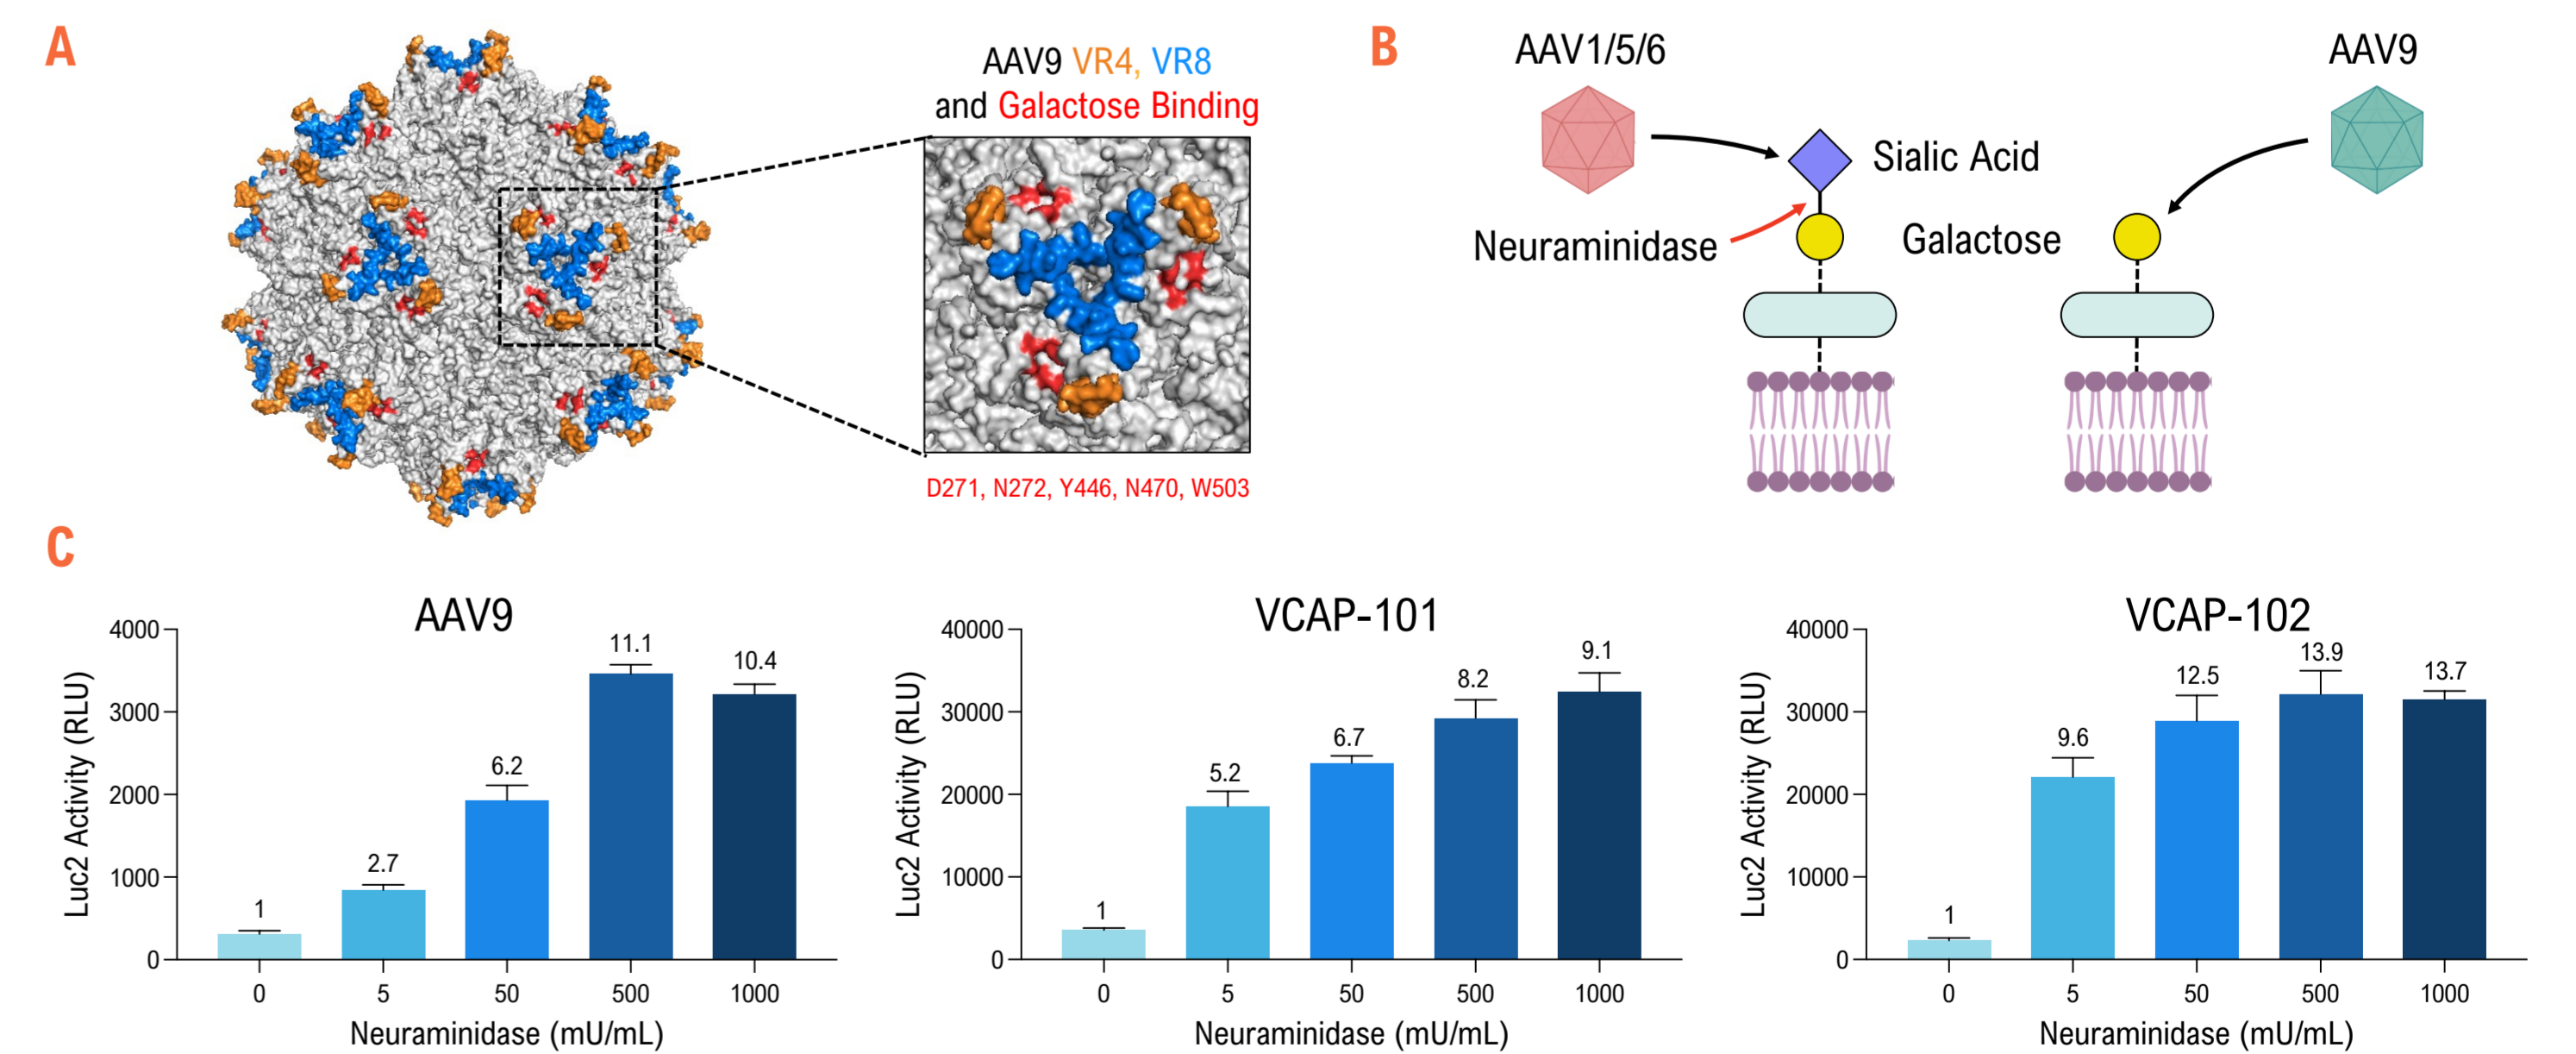 A
AAV9 VR4, VR8
and Galactose Binding
D271, N272, Y446, N470, W503
B
AAV1/5/6
AAV9
Sialic Acid
Neuraminidase
Galactose
C
AAV9
Luc2 Activity (RLU)
4000
3000
2000
1000
0
1
2.7
6.2
11.1
10.4
0
5
50
500
1000
Neuraminidase (mU/mL)
VCAP-101
Luc2 Activity (RLU)
40000
30000
20000
10000
0
1
5.2
6.7
8.2
9.1
0
5
50
500
1000
Neuraminidase (mU/mL)
VCAP-102
Luc2 Activity (RLU)
40000
30000
20000
10000
0
1
9.6
12.5
13.9
13.7
0
5
50
500
1000
Neuraminidase (mU/mL)